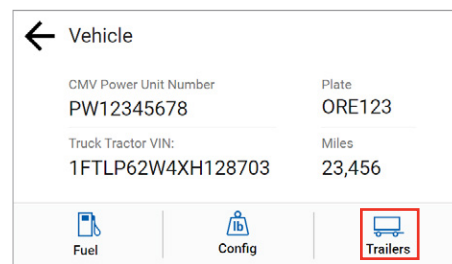 Vehicle
CMV Power Unit Number
PW12345678
Plate
ORE123
Truck Tractor VIN:
1FTLP62W4XH128703
Miles
23,456
lb
Fuel
Config
Trailers